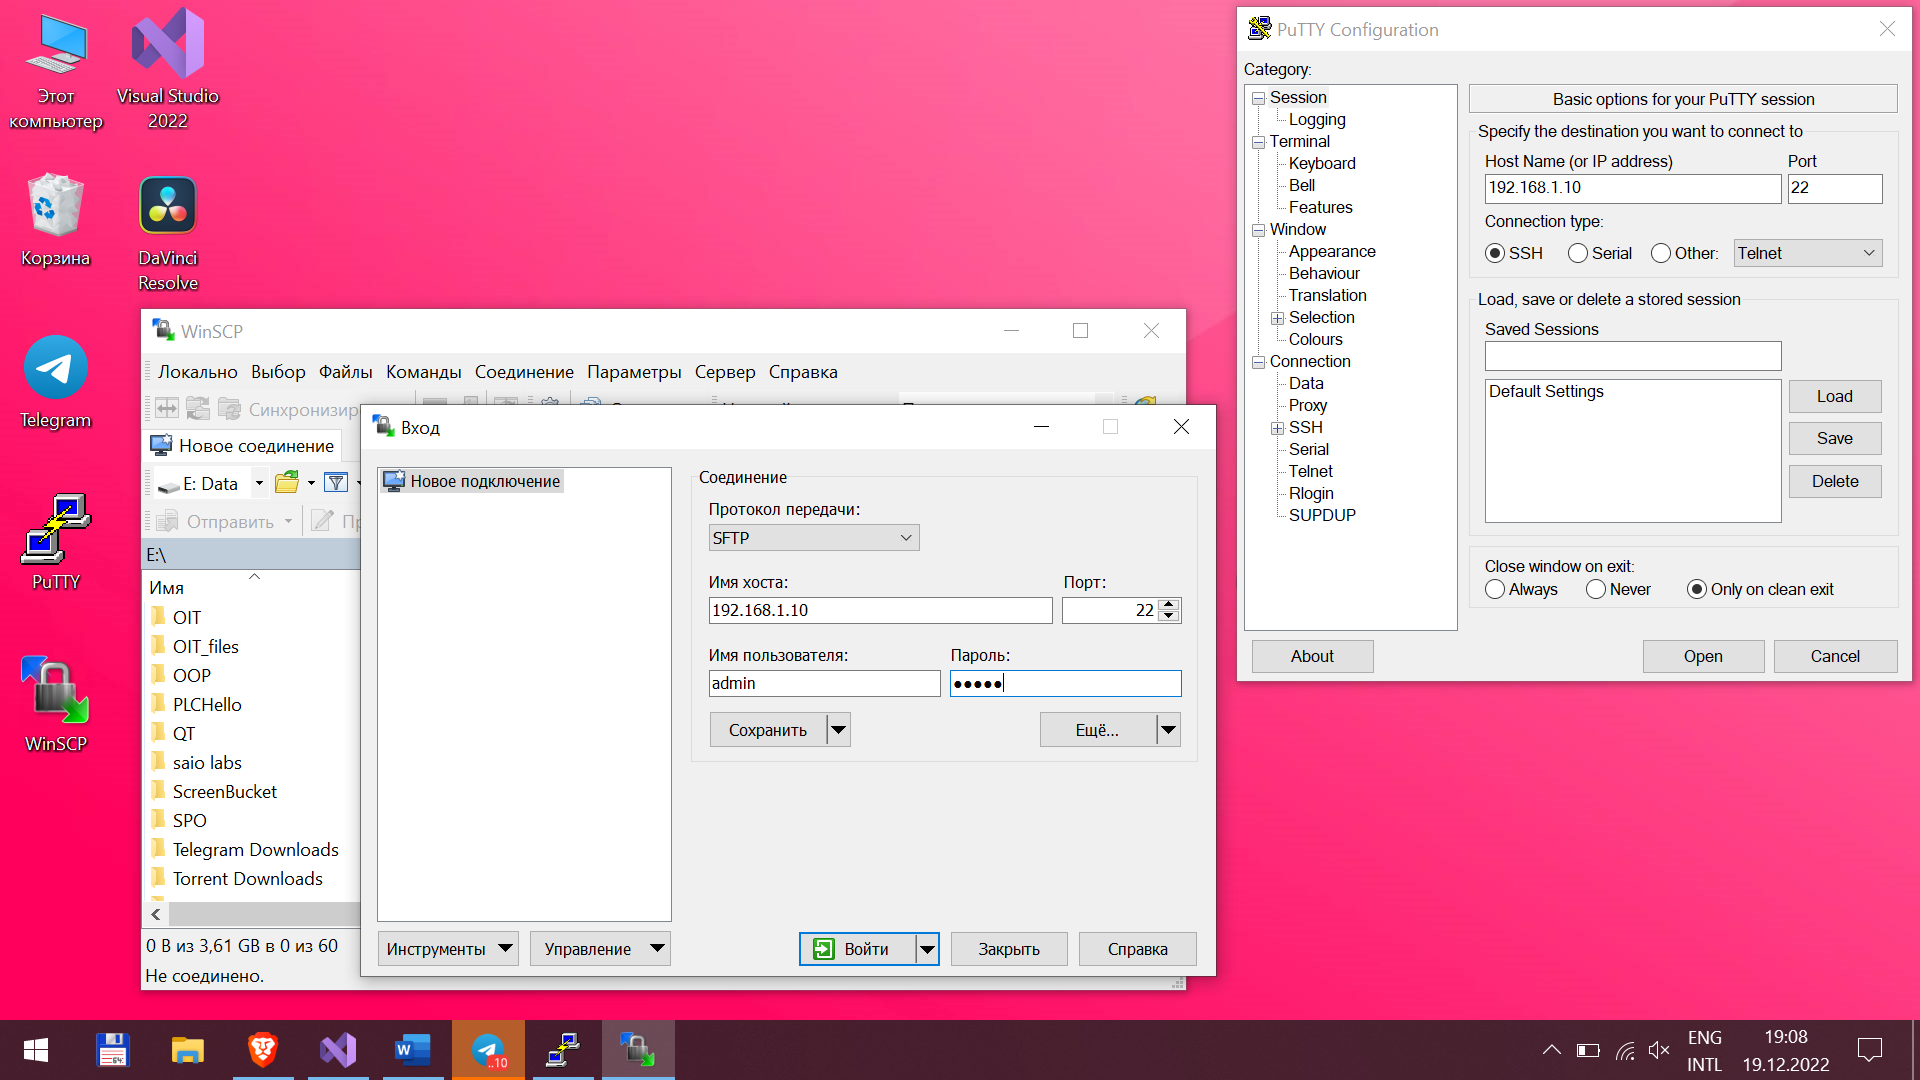 Этот компьютер
Visual Studio 2022
Корзина
DaVinci Resolve
Telegram
PuTTY
WinSCP
WinSCP
Локально Выбор Файлы Команды Соединение Параметры Сервер Справка
Новое соединение
E: Data
Отправить
E:\
Имя
OIT
OIT_files
OOP
PLCHello
QT
saio labs
ScreenBucket
SPO
Telegram Downloads
Torrent Downloads
0 B из 3,61 GB в 0 из 60
Не соединено.
Вход
Новое подключение
Соединение
Протокол передачи:
SFTP
Имя хоста: Порт:
192.168.1.10 22
Имя пользователя: Пароль:
admin ●●●●●
Сохранить Ещё...
Инструменты Управление Войти Закрыть Справка
PuTTY Configuration
Category:
Session
Logging
Terminal
Keyboard
Bell
Features
Window
Appearance
Behaviour
Translation
Selection
Colours
Connection
Data
Proxy
SSH
Serial
Telnet
Rlogin
SUPDUP
Basic options for your PuTTY session
Specify the destination you want to connect to
Host Name (or IP address) Port
192.168.1.10 22
Connection type:
SSH Serial Other: Telnet
Load, save or delete a stored session
Saved Sessions
Default Settings
Load
Save
Delete
Close window on exit:
Always Never Only on clean exit
About Open Cancel
64
W
..10
ENG
INTL
19:08
19.12.2022